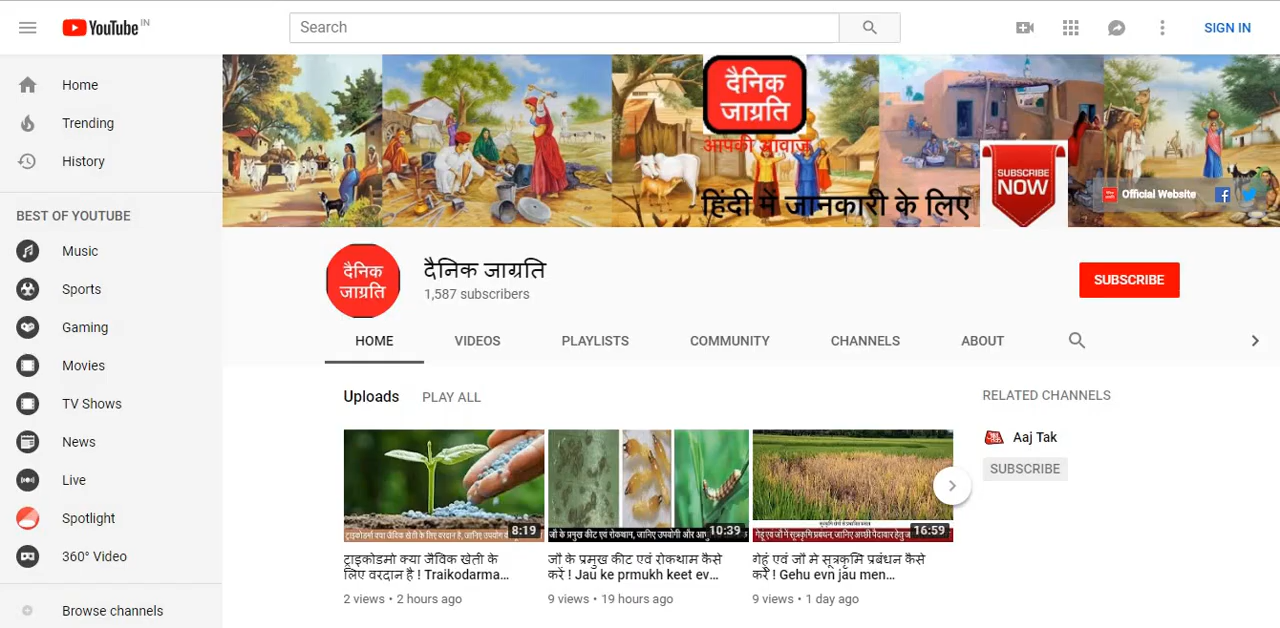 YouTube IN
Search
SIGN IN
Home
Trending
History
BEST OF YOUTUBE
Music
Sports
Gaming
Movies
TV Shows
News
Live
Spotlight
360° Video
Browse channels
दैनिक
जाग्रति
आपकी आवाज
हिंदी में जानकारी के लिए
SUBSCRIBE
NOW
Official Website
दैनिक
जाग्रति
दैनिक जाग्रति
1,587 subscribers
SUBSCRIBE
HOME VIDEOS PLAYLISTS COMMUNITY CHANNELS ABOUT
Uploads PLAY ALL
8:19
ट्राइकोडर्मा क्या जैविक खेती के
लिए वरदान है ! Traikodarma...
2 views • 2 hours ago
10:39
जौ के प्रमुख कीट एवं रोकथाम कैसे
करें ! Jau ke prmukh keet ev...
9 views • 19 hours ago
16:59
गेहूं एवं जौ में सूत्रकृमि प्रबंधन कैसे
करें ! Gehu evn jau men...
9 views • 1 day ago
RELATED CHANNELS
Aaj Tak
SUBSCRIBE